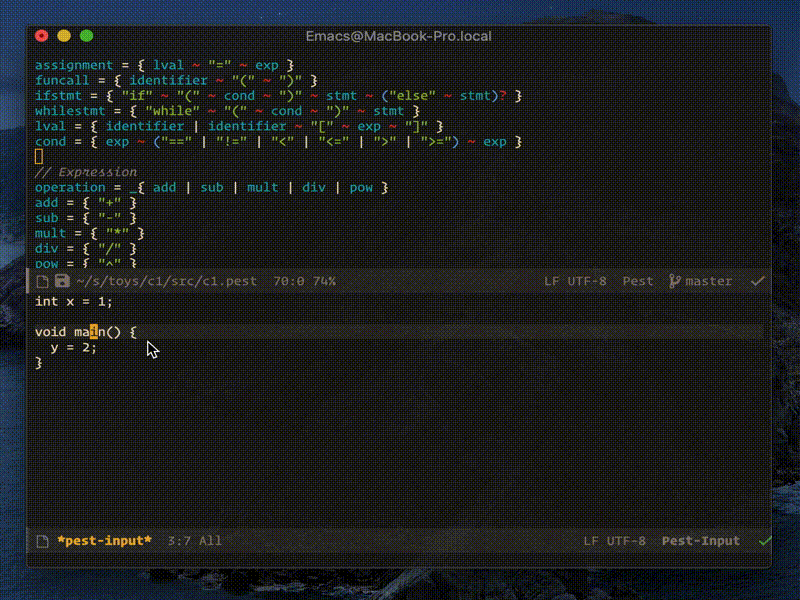 Emacs@MacBook-Pro.local
assignment = { lval ~ "=" ~ exp }
funcall = { identifier ~ "(" ~ ")" }
ifstmt = { "if" ~ "(" ~ cond ~ ")" ~ stmt ~ ("else" ~ stmt)? }
whilestmt = { "while" ~ "(" ~ cond ~ ")" ~ stmt }
lval = { identifier | identifier ~ "[" ~ exp ~ "]" }
cond = { exp ~ ("==" | "!=" | "<" | "<=" | ">" | ">=") ~ exp }
// Expression
operation = _{ add | sub | mult | div | pow }
add = { "+" }
sub = { "-" }
mult = { "*" }
div = { "/" }
pow = { "^" }
~/s/toys/c1/src/c1.pest 70:0 74% LF UTF-8 Pest master
int x = 1;
void main() {
  y = 2;
}
*pest-input* 3:7 All LF UTF-8 Pest-Input